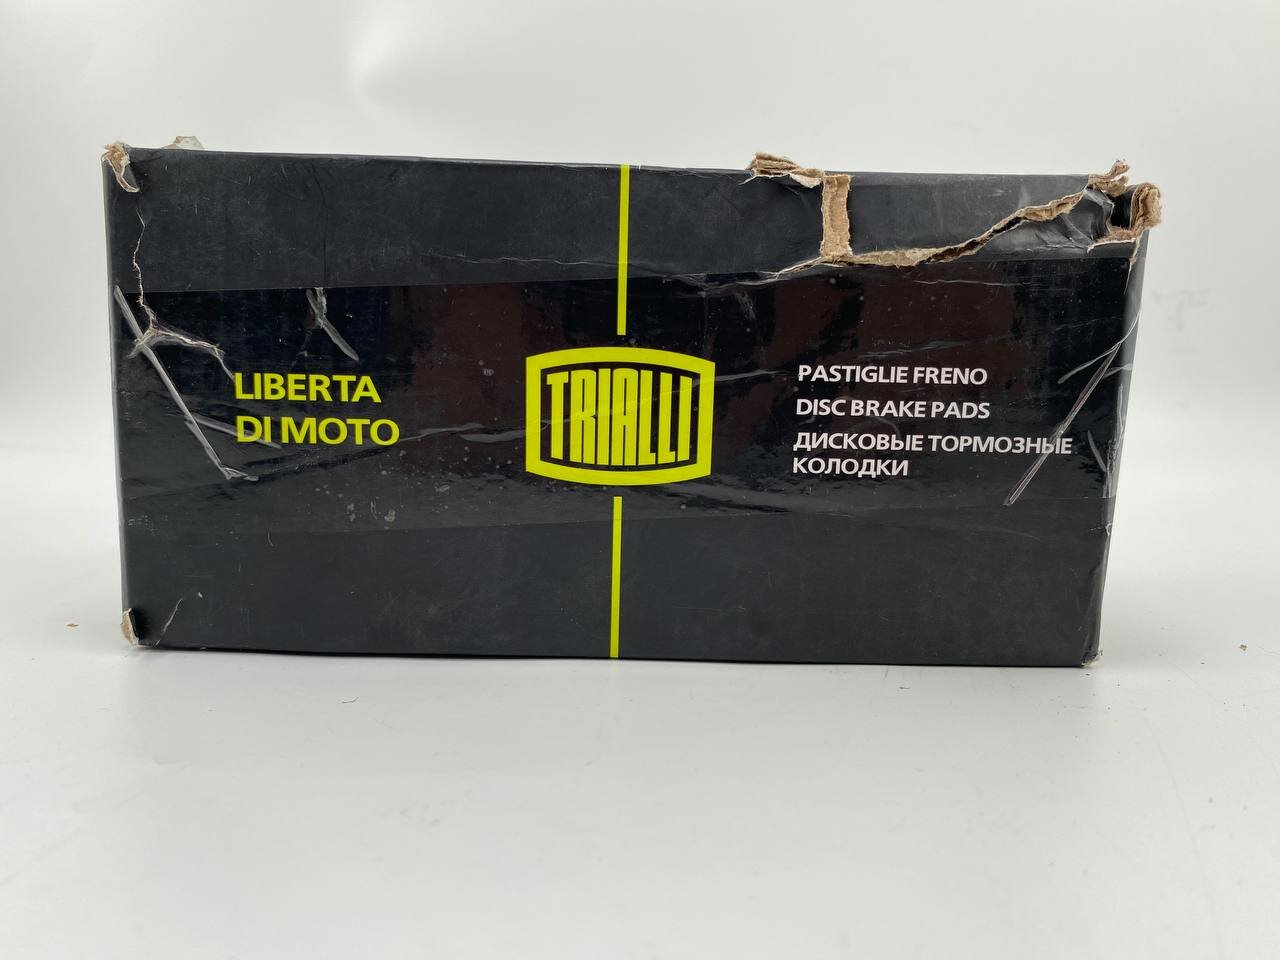 LIBERTA
DI MOTO
TRIALLI
PASTIGLIE FRENO
DISC BRAKE PADS
ДИСКОВЫЕ ТОРМОЗНЫЕ
КОЛОДКИ